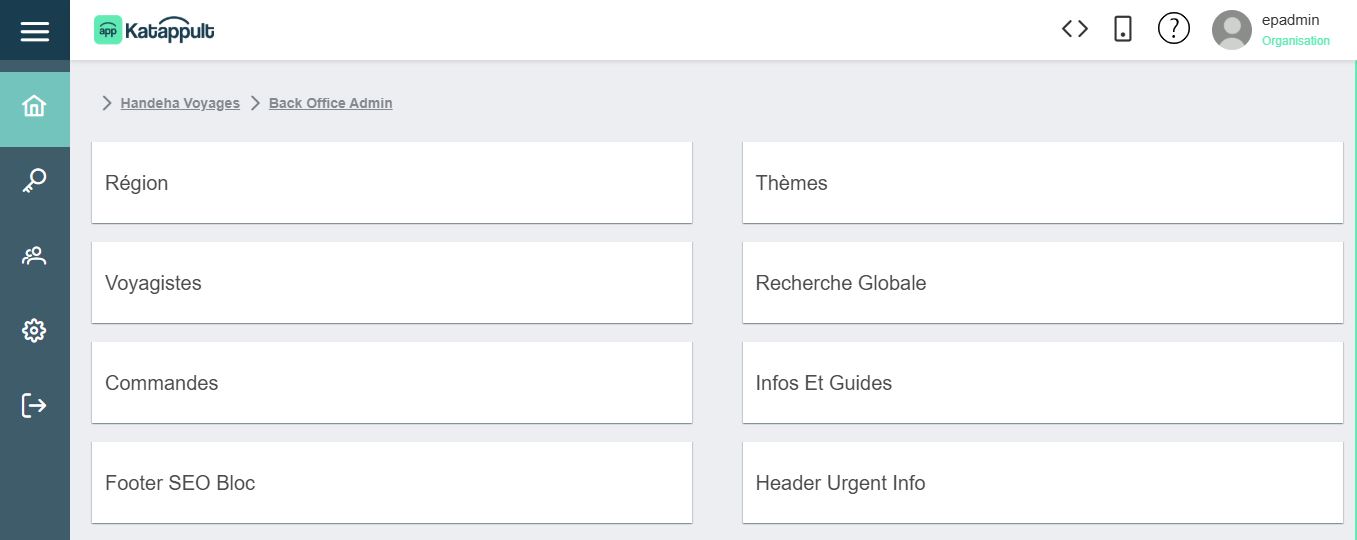 app Katappult
?
epadmin
Organisation
Handeha Voyages
Back Office Admin
Région
Thèmes
Voyagistes
Recherche Globale
Commandes
Infos Et Guides
Footer SEO Bloc
Header Urgent Info